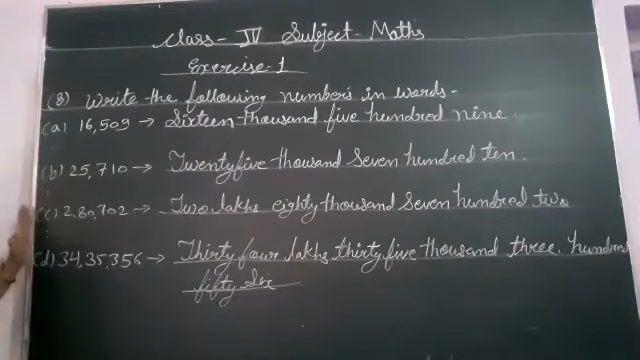 Class - IV Subject - Maths
Exercise - 1
(8) Write the following numbers in words -
(a) 16,509 → Sixteen thousand five hundred nine.
(b) 25,710 → Twentyfive thousand seven hundred ten.
(c) 2,80,702 → Two lakhs eighty thousand seven hundred two
(d) 34,35,356 → Thirty four lakhs thirty five thousand three hundred
fifty six